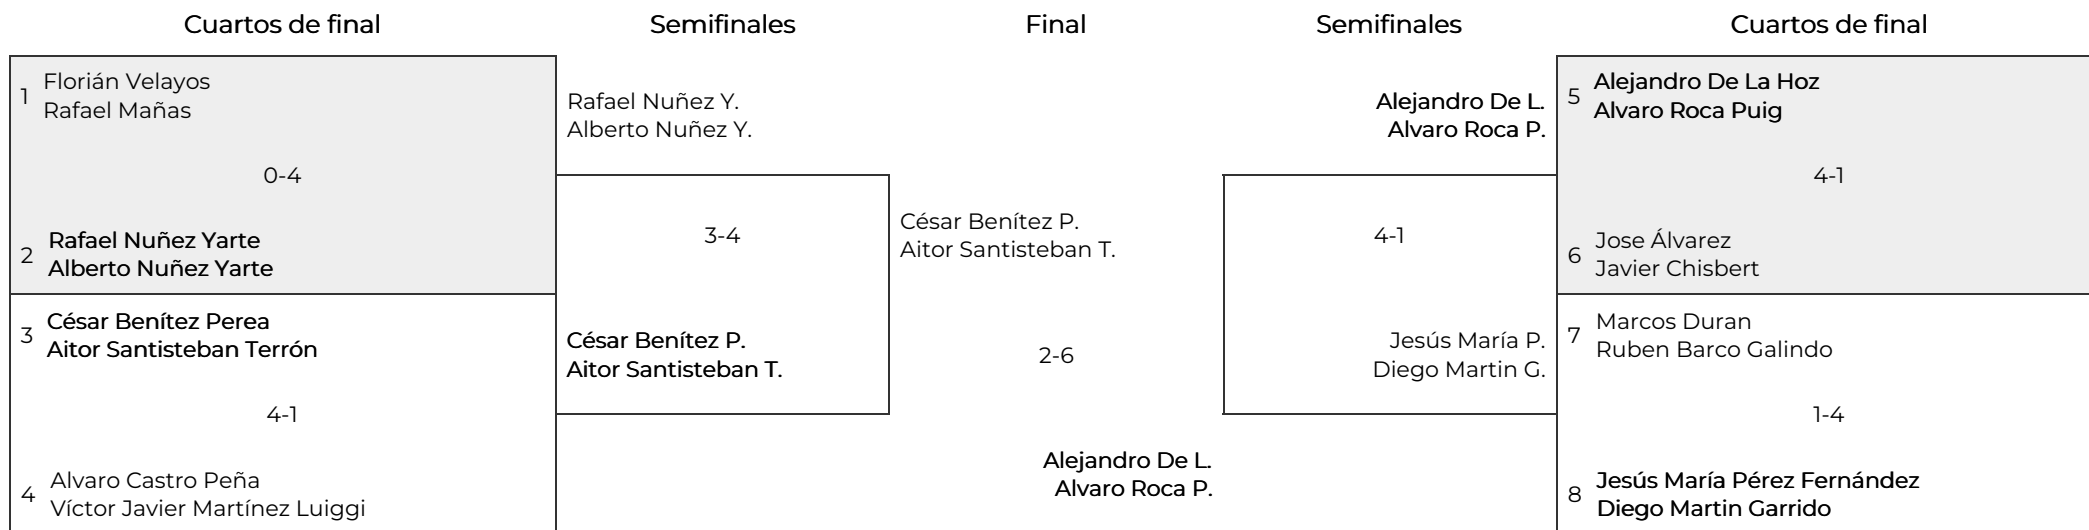 Cuartos de final
Semifinales
Final
Semifinales
Cuartos de final
1
Florián Velayos
Rafael Mañas
0-4
2
Rafael Nuñez Yarte
Alberto Nuñez Yarte
3
César Benítez Perea
Aitor Santisteban Terrón
4-1
4
Alvaro Castro Peña
Víctor Javier Martínez Luiggi
Rafael Nuñez Y.
Alberto Nuñez Y.
3-4
César Benítez P.
Aitor Santisteban T.
César Benítez P.
Aitor Santisteban T.
2-6
Alejandro De L.
Alvaro Roca P.
Alejandro De L.
Alvaro Roca P.
4-1
Jesús María P.
Diego Martin G.
5
Alejandro De La Hoz
Alvaro Roca Puig
4-1
6
Jose Álvarez
Javier Chisbert
7
Marcos Duran
Ruben Barco Galindo
1-4
8
Jesús María Pérez Fernández
Diego Martin Garrido